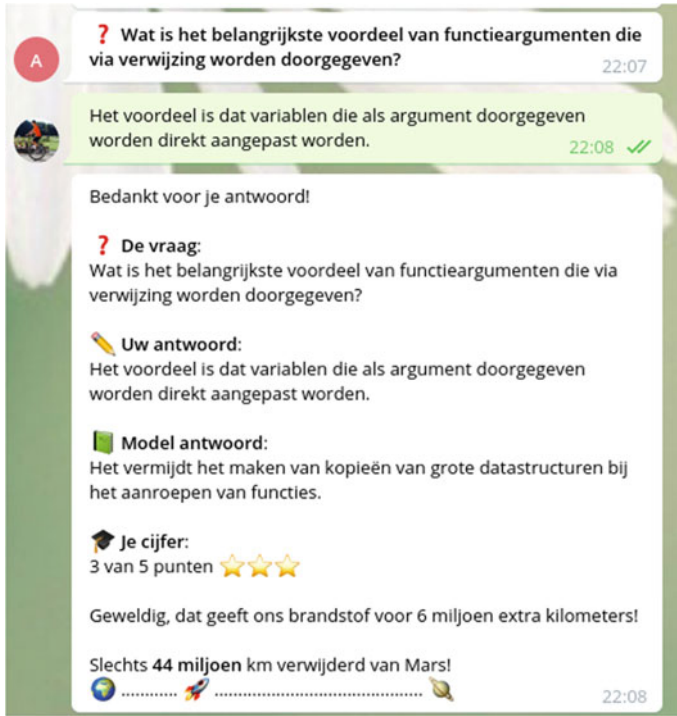 ❓ Wat is het belangrijkste voordeel van functieargumenten die
via verwijzing worden doorgegeven?
22:07
A
Het voordeel is dat variablen die als argument doorgegeven
worden direkt aangepast worden.
22:08
Bedankt voor je antwoord!
❓ De vraag:
Wat is het belangrijkste voordeel van functieargumenten die via
verwijzing worden doorgegeven?
✏️ Uw antwoord:
Het voordeel is dat variablen die als argument doorgegeven
worden direkt aangepast worden.
📗 Model antwoord:
Het vermijdt het maken van kopieën van grote datastructuren bij
het aanroepen van functies.
🎓 Je cijfer:
3 van 5 punten ⭐⭐⭐
Geweldig, dat geeft ons brandstof voor 6 miljoen extra kilometers!
Slechts 44 miljoen km verwijderd van Mars!
🌍 ............ 🚀 ............................................. 🪐
22:08